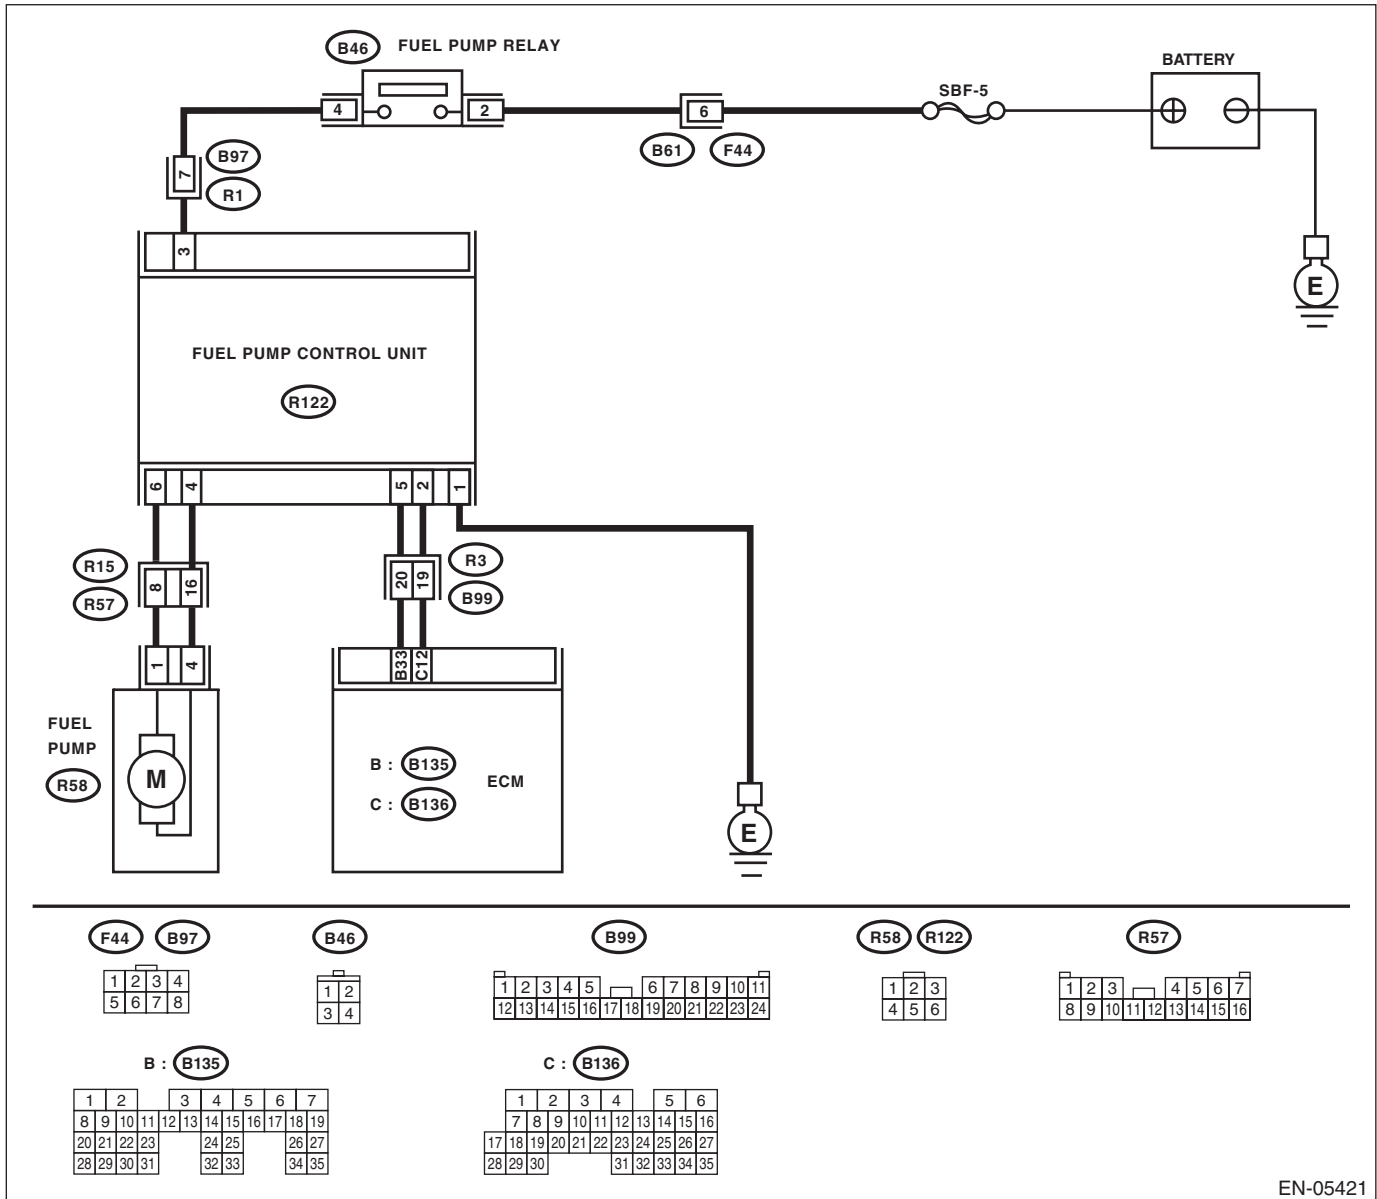 B46 FUEL PUMP RELAY
BATTERY
SBF-5
4 2 6
B61 F44
B97
7
R1
3
FUEL PUMP CONTROL UNIT
R122
6 4 5 2 1
R15
R57
8 16
R3
B99
20 19
1 4
B33 C12
FUEL
PUMP
R58
M
B : B135
C : B136
ECM
E
E
F44 B97
1 2 3 4
5 6 7 8
B46
1 2
3 4
B99
1 2 3 4 5 6 7 8 9 10 11
12 13 14 15 16 17 18 19 20 21 22 23 24
R58 R122
1 2 3
4 5 6
R57
1 2 3 4 5 6 7
8 9 10 11 12 13 14 15 16
B : B135
1 2 3 4 5 6 7
8 9 10 11 12 13 14 15 16 17 18 19
20 21 22 23 24 25 26 27
28 29 30 31 32 33 34 35
C : B136
1 2 3 4 5 6
7 8 9 10 11 12 13 14 15 16
17 18 19 20 21 22 23 24 25 26 27
28 29 30 31 32 33 34 35
EN-05421